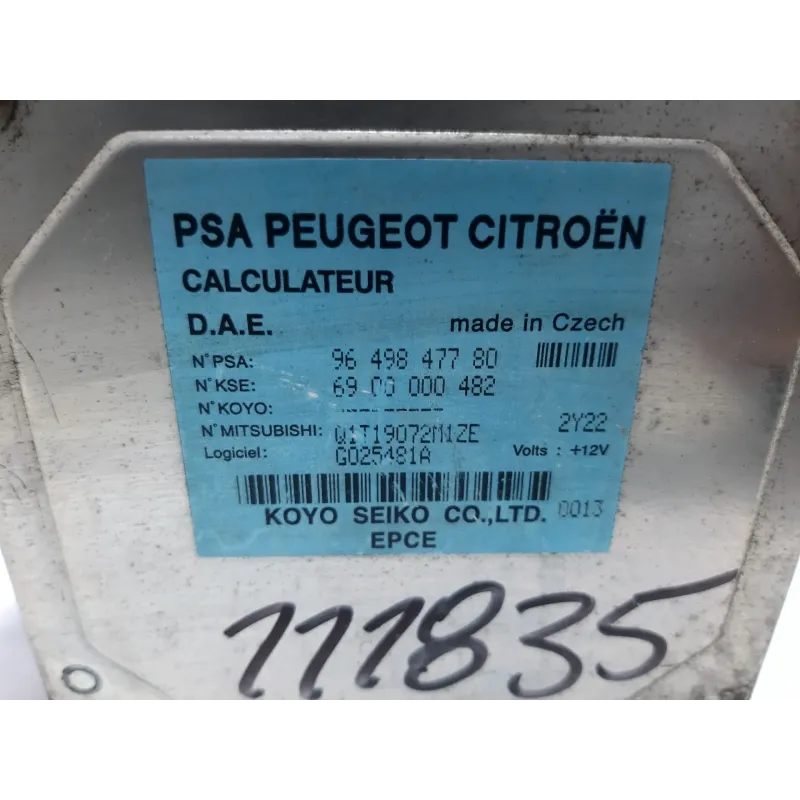 PSA PEUGEOT CITROËN
CALCULATEUR
D.A.E. made in Czech
N°PSA: 96 498 477 80
N°KSE: 69 00 000 482
N°KOYO:
N°MITSUBISHI: Q1T19072M1ZE 2Y22
Logiciel: G025481A Volts : +12V
KOYO SEIKO CO.,LTD. 0013
EPCE
111835